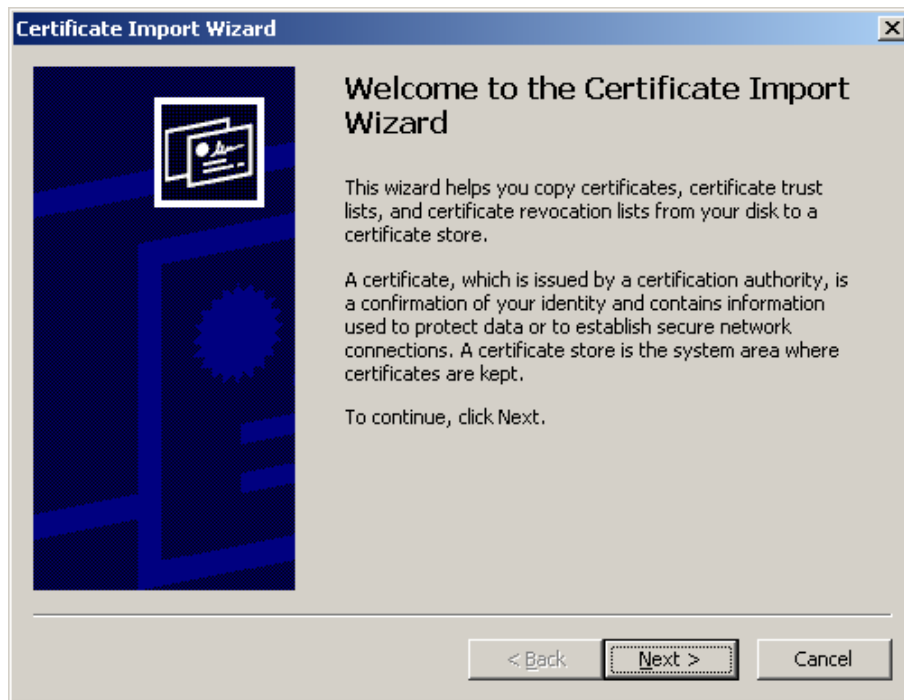 Certificate Import Wizard
Welcome to the Certificate Import
Wizard
This wizard helps you copy certificates, certificate trust
lists, and certificate revocation lists from your disk to a
certificate store.
A certificate, which is issued by a certification authority, is
a confirmation of your identity and contains information
used to protect data or to establish secure network
connections. A certificate store is the system area where
certificates are kept.
To continue, click Next.
< Back
Next >
Cancel